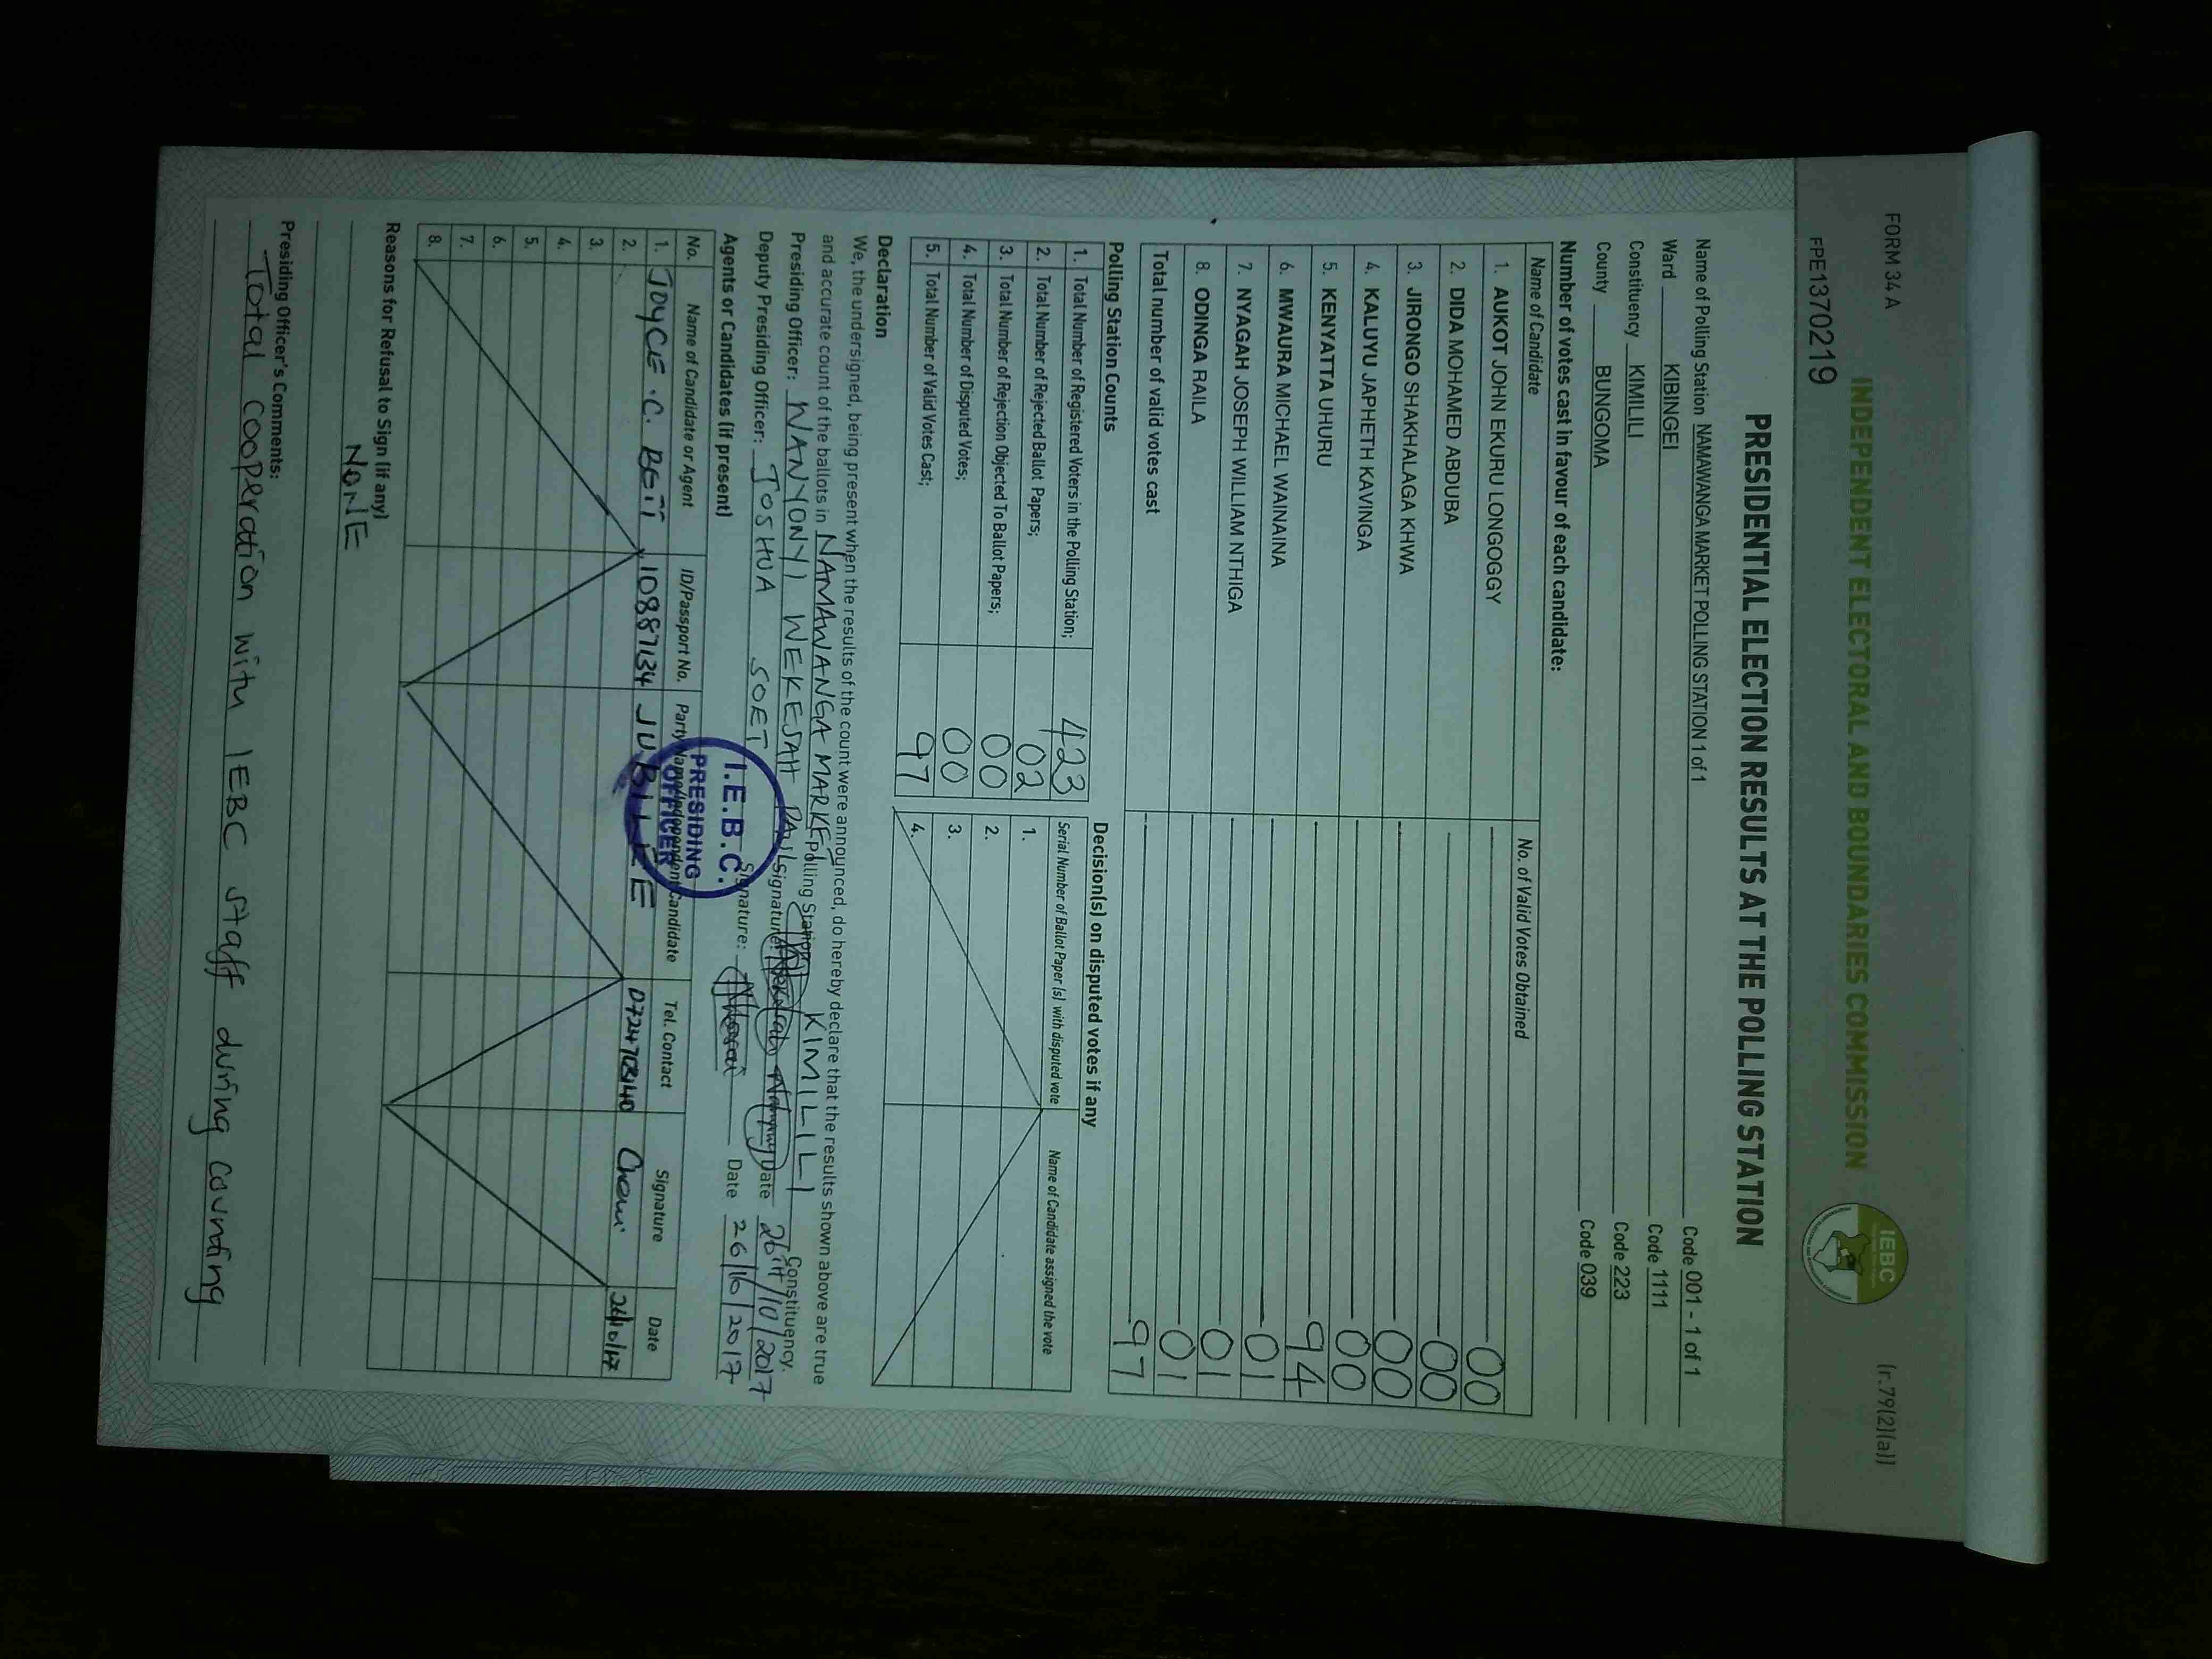 FORM 34 A
(r.79(2)(a))
INDEPENDENT ELECTORAL AND BOUNDARIES COMMISSION
IEBC
FPE1370219
PRESIDENTIAL ELECTION RESULTS AT THE POLLING STATION
Name of Polling Station NAMAWANGA MARKET POLLING STATION 1 of 1 Code 001 - 1 of 1
Ward KIBINGEI Code 1111
Constituency KIMILILI Code 223
County BUNGOMA Code 039
Number of votes cast in favour of each candidate:
Name of Candidate No. of Valid Votes Obtained
1. AUKOT JOHN EKURU LONGOGGY 00
2. DIDA MOHAMED ABDUBA 00
3. JIRONGO SHAKHALAGA KHWA 00
4. KALUYU JAPHETH KAVINGA 00
5. KENYATTA UHURU 94
6. MWAURA MICHAEL WAINAINA 01
7. NYAGAH JOSEPH WILLIAM NTHIGA 01
8. ODINGA RAILA 01
Total number of valid votes cast 97
Polling Station Counts
1. Total Number of Registered Voters in the Polling Station; 423
2. Total Number of Rejected Ballot Papers; 02
3. Total Number of Rejection Objected To Ballot Papers; 00
4. Total Number of Disputed Votes; 00
5. Total Number of Valid Votes Cast; 97
Decision(s) on disputed votes if any
Serial Number of Ballot Paper (s) with disputed vote Name of Candidate assigned the vote
1.
2.
3.
4.
Declaration
We, the undersigned, being present when the results of the count were announced, do hereby declare that the results shown above are true
and accurate count of the ballots in NAMAWANGA MARKET Polling Station KIMILILI Constituency.
Presiding Officer: WANYONYI WEKESAH PAUL Signature: Date 26TH/10/2017
Deputy Presiding Officer: JOSHUA SOET Signature: Date 26/10/2017
I.E.B.C.
PRESIDING
OFFICER
Agents or Candidates (if present)
No. Name of Candidate or Agent ID/Passport No. Party Name/Independent Candidate Tel. Contact Signature Date
1. JOYCE .C. 10887134 JUBILEE 0724703140 26/10/17
2.
3.
4.
5.
6.
7.
8.
Reasons for Refusal to Sign (if any)
NONE
Presiding Officer's Comments:
Total cooperation with IEBC staff during counting